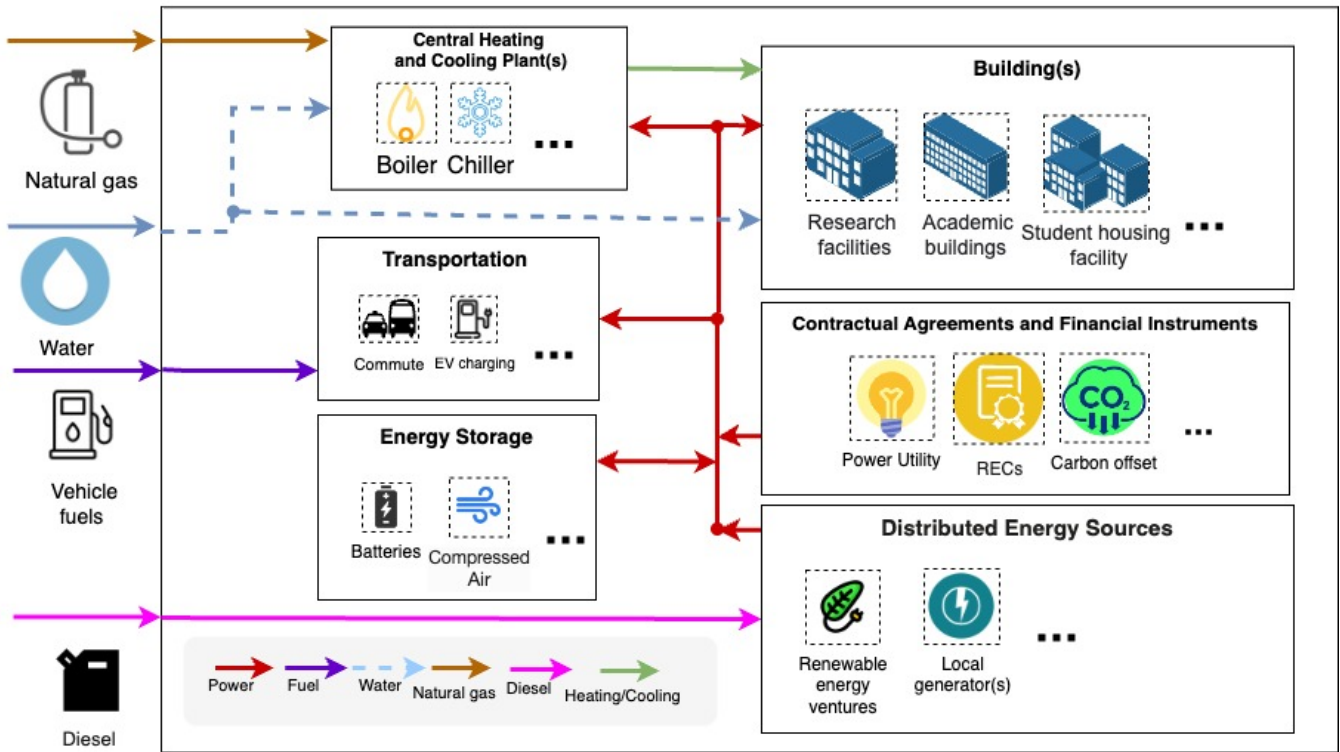 Natural gas
Water
Vehicle
fuels
Diesel
Central Heating
and Cooling Plant(s)
Boiler
Chiller
...
Building(s)
Research
facilities
Academic
buildings
Student housing
facility
...
Transportation
Commute
EV charging
...
Contractual Agreements and Financial Instruments
CO2
Power Utility
RECs
Carbon offset
...
Energy Storage
Batteries
Compressed
Air
...
Distributed Energy Sources
Renewable
energy
ventures
Local
generator(s)
...
Power
Fuel
Water
Natural gas
Diesel
Heating/Cooling